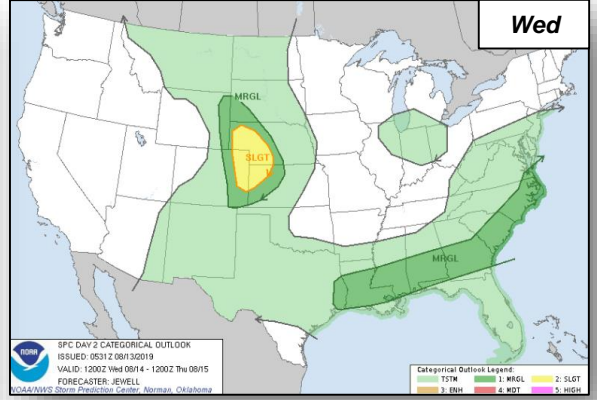 Wed
MRGL
SLGT
MRGL
NOAA
SPC DAY 2 CATEGORICAL OUTLOOK
ISSUED: 0531Z 08/13/2019
VALID: 1200Z Wed 08/14 - 1200Z Thu 08/15
FORECASTER: JEWELL
NOAA/NWS Storm Prediction Center, Norman, Oklahoma
Categorical Outlook Legend:
TSTM 1: MRGL 2: SLGT
3: ENH 4: MDT 5: HIGH